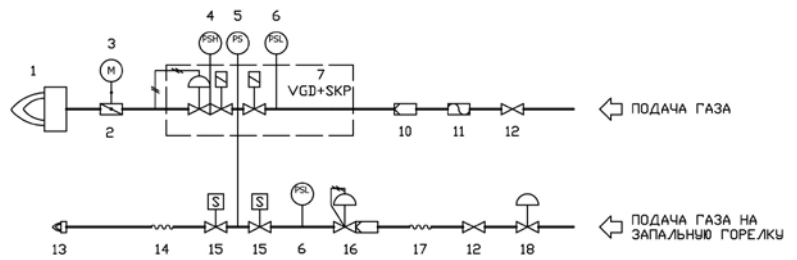 4 5 6
3 PSH PS PSL
1 M 7
VGD+SKP
ПОДАЧА ГАЗА
2 10 11 12
PSL
S S
ПОДАЧА ГАЗА НА
ЗАПАЛЬНУЮ ГОРЕЛКУ
13 14 15 15 6 16 17 12 18